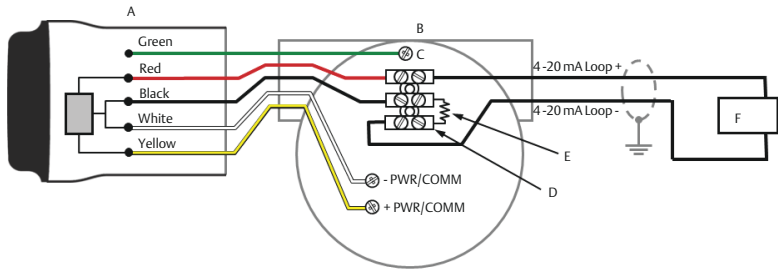 A
B
Green
C
Red
4 -20 mA Loop +
Black
4 -20 mA Loop -
F
White
Yellow
E
- PWR/COMM
D
+ PWR/COMM